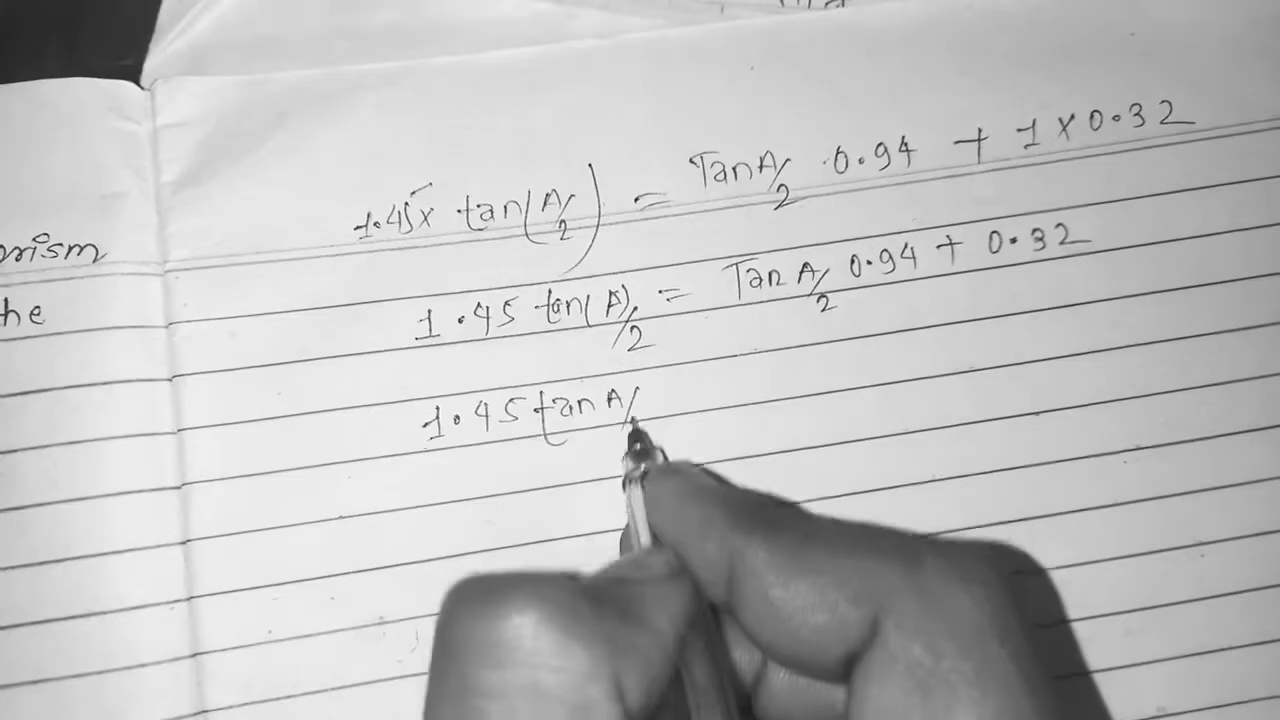 1.45 x tan(A/2) = TanA/2 0.94 + 1 x 0.32
orism
1.45 tan(A)/2 = Tan A/2 0.94 + 0.32
he
1.45 tan A/